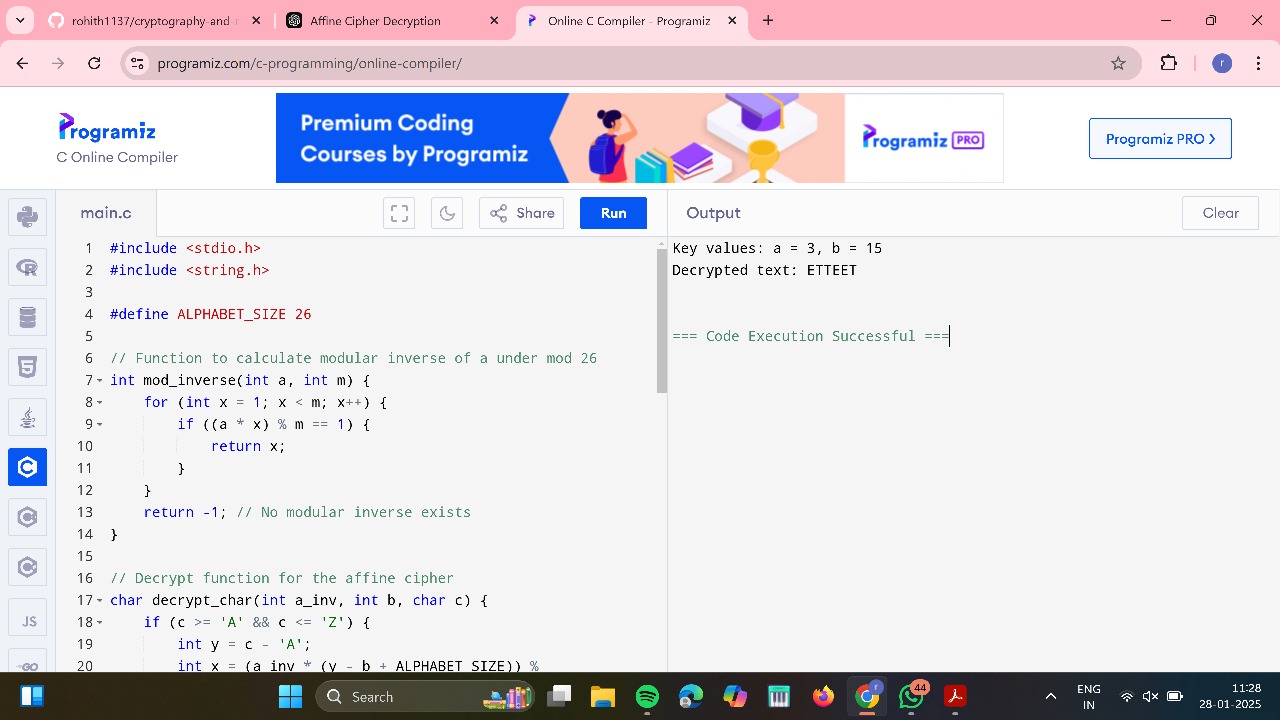 rohith1137/cryptography-and-r
Affine Cipher Decryption
Online C Compiler - Programiz
programiz.com/c-programming/online-compiler/
r
Programiz
C Online Compiler
Premium Coding
Courses by Programiz
Programiz PRO
Programiz PRO >
main.c
Share
Run
Output
Clear
1 #include <stdio.h>
2 #include <string.h>
3
4 #define ALPHABET_SIZE 26
5
6 // Function to calculate modular inverse of a under mod 26
7 int mod_inverse(int a, int m) {
8 for (int x = 1; x < m; x++) {
9 if ((a * x) % m == 1) {
10 return x;
11 }
12 }
13 return -1; // No modular inverse exists
14 }
15
16 // Decrypt function for the affine cipher
17 char decrypt_char(int a_inv, int b, char c) {
18 if (c >= 'A' && c <= 'Z') {
19 int y = c - 'A';
20 int x = (a_inv * (y - b + ALPHABET_SIZE)) %
Key values: a = 3, b = 15
Decrypted text: ETTEET
=== Code Execution Successful ===
JS
GO
Search
r
44
ENG
IN
11:28
28-01-2025